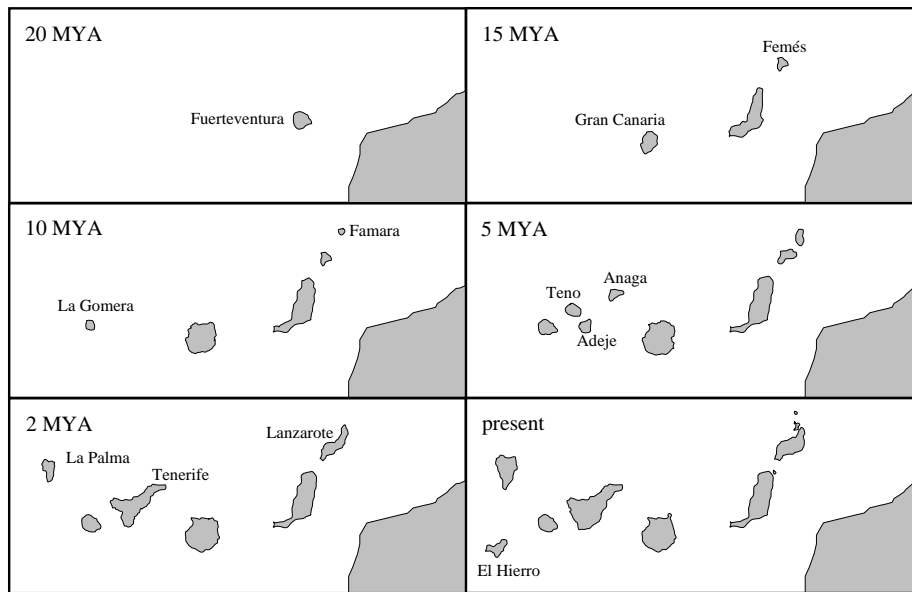 20 MYA
Fuerteventura
15 MYA
Femés
Gran Canaria
10 MYA
Famara
La Gomera
5 MYA
Anaga
Teno
Adeje
2 MYA
Lanzarote
La Palma
Tenerife
present
El Hierro